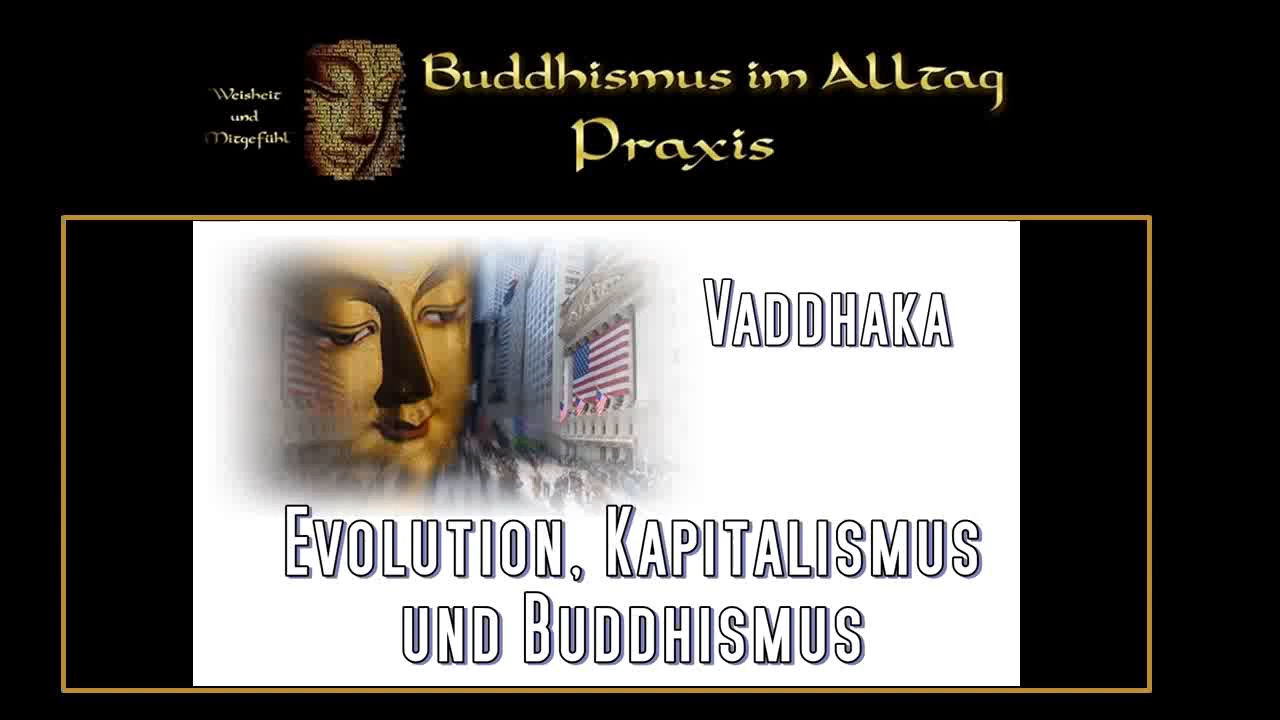 Weisheit
und
Mitgefühl
Buddhismus im Alltag
Praxis
Vaddhaka
Evolution, Kapitalismus
und Buddhismus